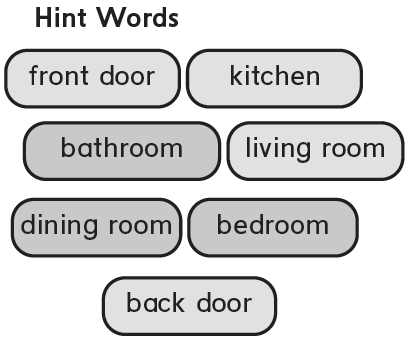 Hint Words
front door kitchen
bathroom living room
dining room bedroom
back door